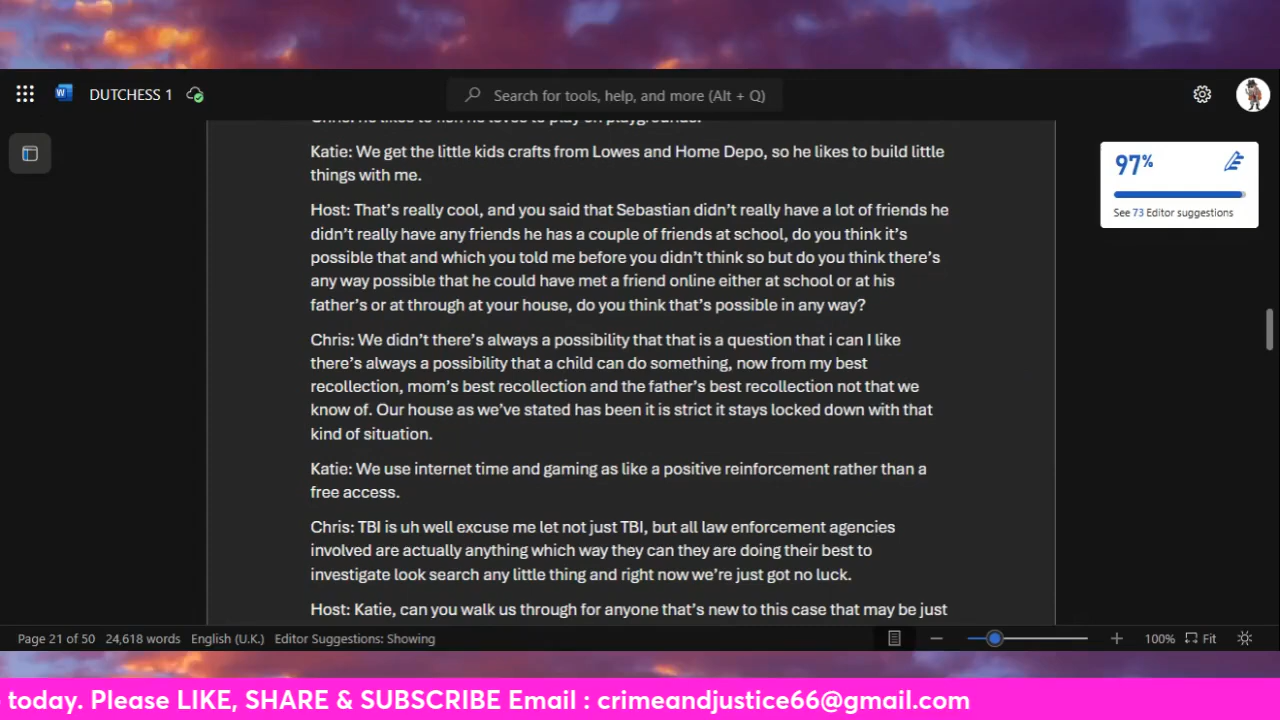 DUTCHESS 1
Search for tools, help, and more (Alt + Q)
Chris: he likes to fish he loves to play on playgrounds.
Katie: We get the little kids crafts from Lowes and Home Depo, so he likes to build little
things with me.
Host: That's really cool, and you said that Sebastian didn't really have a lot of friends he
didn't really have any friends he has a couple of friends at school, do you think it's
possible that and which you told me before you didn't think so but do you think there's
any way possible that he could have met a friend online either at school or at his
father's or at through at your house, do you think that's possible in any way?
Chris: We didn't there's always a possibility that that is a question that i can I like
there's always a possibility that a child can do something, now from my best
recollection, mom's best recollection and the father's best recollection not that we
know of. Our house as we've stated has been it is strict it stays locked down with that
kind of situation.
Katie: We use internet time and gaming as like a positive reinforcement rather than a
free access.
Chris: TBI is uh well excuse me let not just TBI, but all law enforcement agencies
involved are actually anything which way they can they are doing their best to
investigate look search any little thing and right now we're just got no luck.
Host: Katie, can you walk us through for anyone that's new to this case that may be just
97%
See 73 Editor suggestions
Page 21 of 50 24,618 words English (U.K.) Editor Suggestions: Showing
100% Fit
today. Please LIKE, SHARE & SUBSCRIBE Email : crimeandjustice66@gmail.com